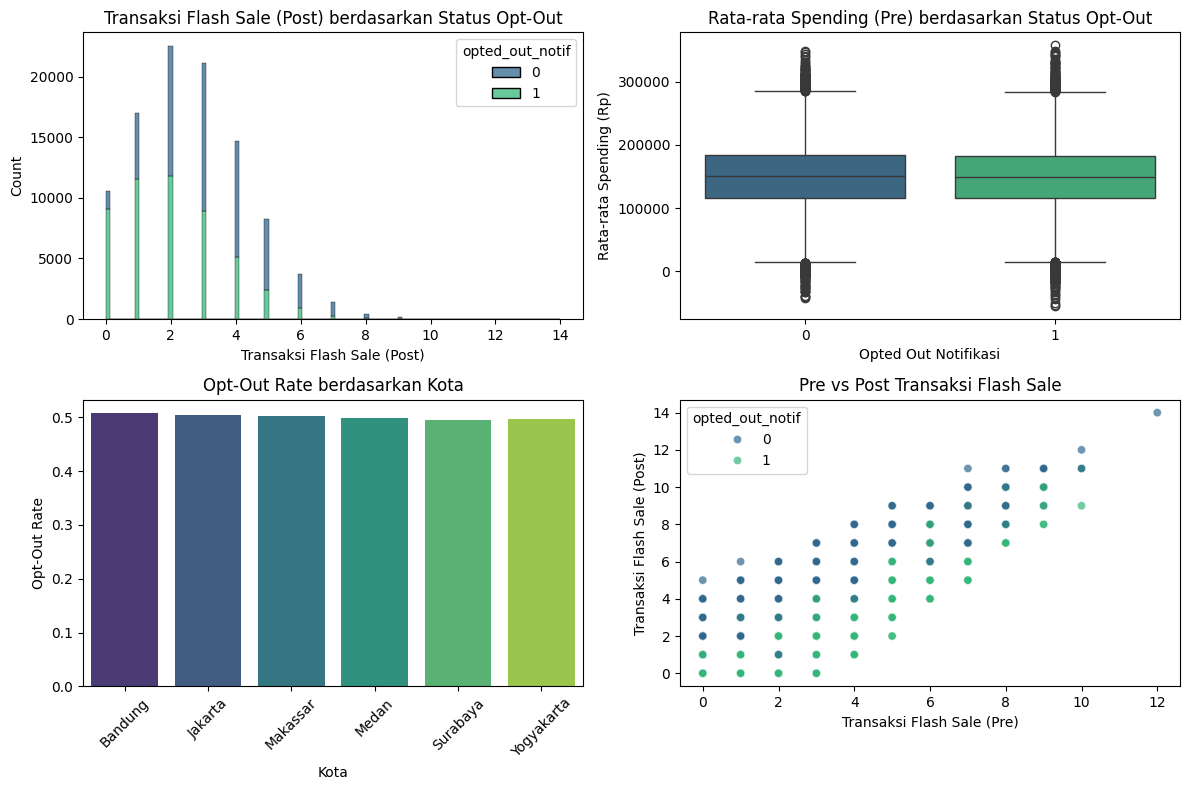 Transaksi Flash Sale (Post) berdasarkan Status Opt-Out
opted_out_notif
0
1
20000
15000
10000
5000
0
Count
0 2 4 6 8 10 12 14
Transaksi Flash Sale (Post)
Rata-rata Spending (Pre) berdasarkan Status Opt-Out
300000
200000
100000
0
Rata-rata Spending (Rp)
0 1
Opted Out Notifikasi
Opt-Out Rate berdasarkan Kota
0.5
0.4
0.3
0.2
0.1
0.0
Opt-Out Rate
Bandung
Jakarta
Makassar
Medan
Surabaya
Yogyakarta
Kota
Pre vs Post Transaksi Flash Sale
opted_out_notif
0
1
14
12
10
8
6
4
2
0
Transaksi Flash Sale (Post)
0 2 4 6 8 10 12
Transaksi Flash Sale (Pre)